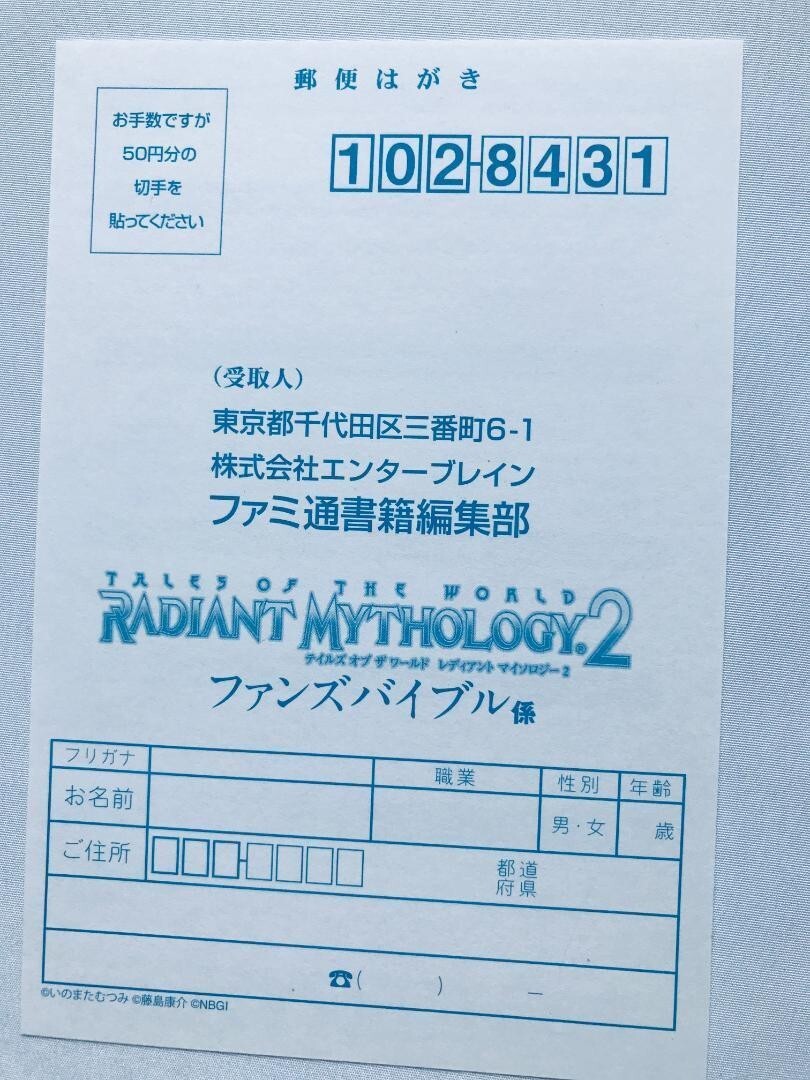 郵便はがき
お手数ですが
50円分の
切手を
貼ってください
102-8431
（受取人）
東京都千代田区三番町6-1
株式会社エンターブレイン
ファミ通書籍編集部
TALES OF THE WORLD
RADIANT MYTHOLOGY® 2
テイルズ オブ ザ ワールド レディアント マイソロジー 2
ファンズバイブル係
フリガナ
職業
性別
年齢
お名前
男・女
歳
ご住所
都道
府県
☎( ) －
©いのまたむつみ ©藤島康介 ©NBGI